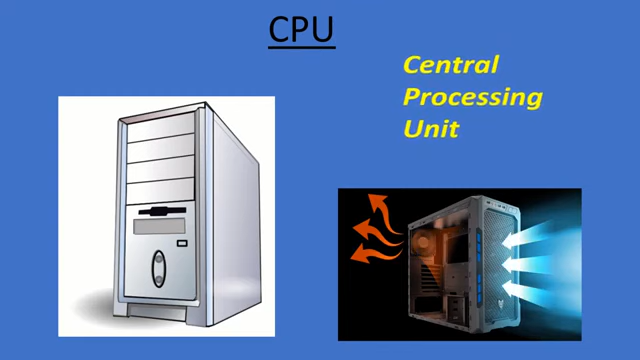 CPU
Central
Processing
Unit